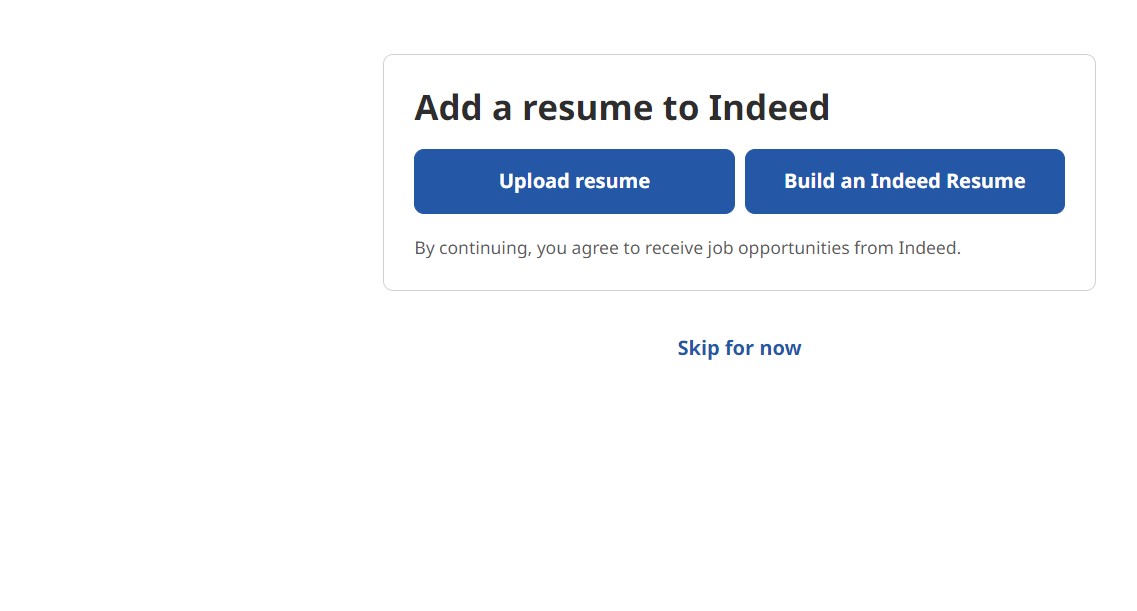 Add a resume to Indeed
Upload resume
Build an Indeed Resume
By continuing, you agree to receive job opportunities from Indeed.
Skip for now